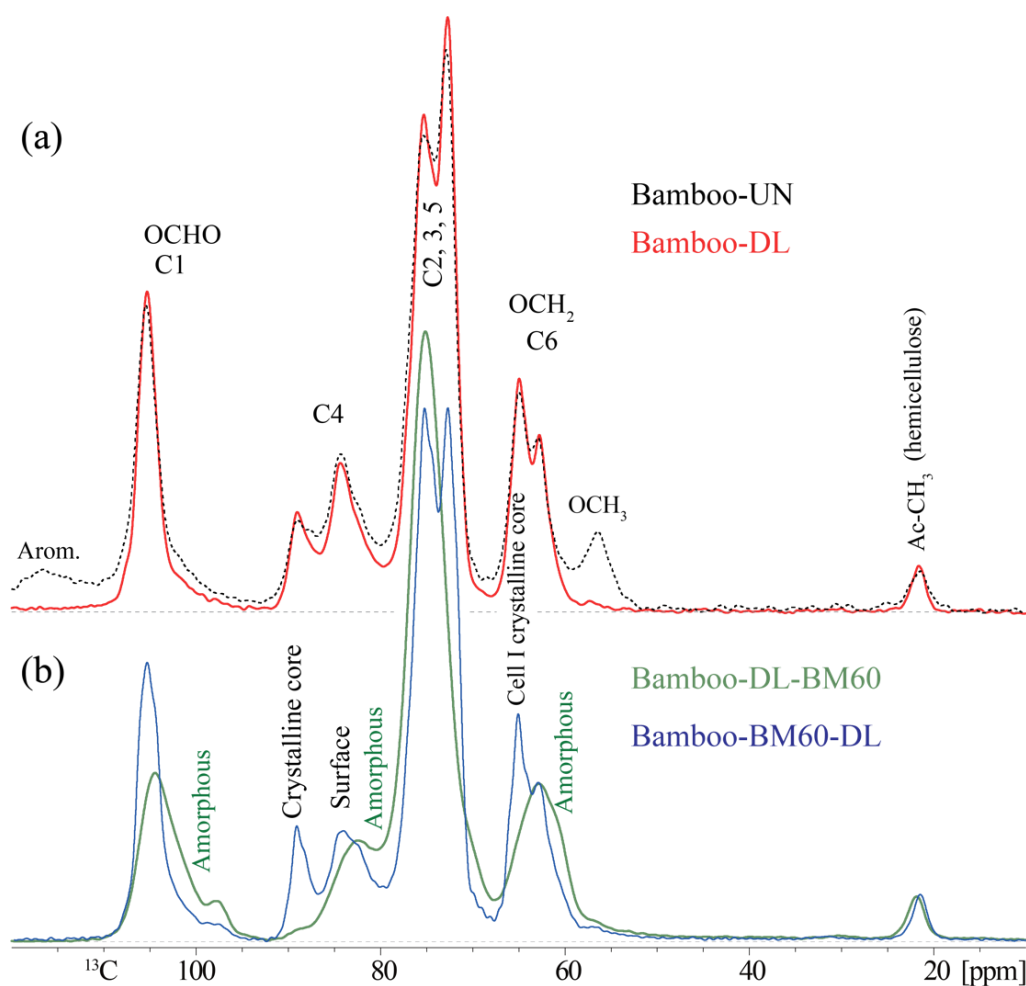 (a)
Bamboo-UN
Bamboo-DL
OCHO
C1
C2, 3, 5
OCH₂
C6
C4
Arom.
OCH₃
Ac-CH₃ (hemicellulose)
(b)
Bamboo-DL-BM60
Bamboo-BM60-DL
Amorphous
Crystalline core
Surface
Amorphous
Cell I crystalline core
Amorphous
¹³C 100 80 60 40 20 [ppm]